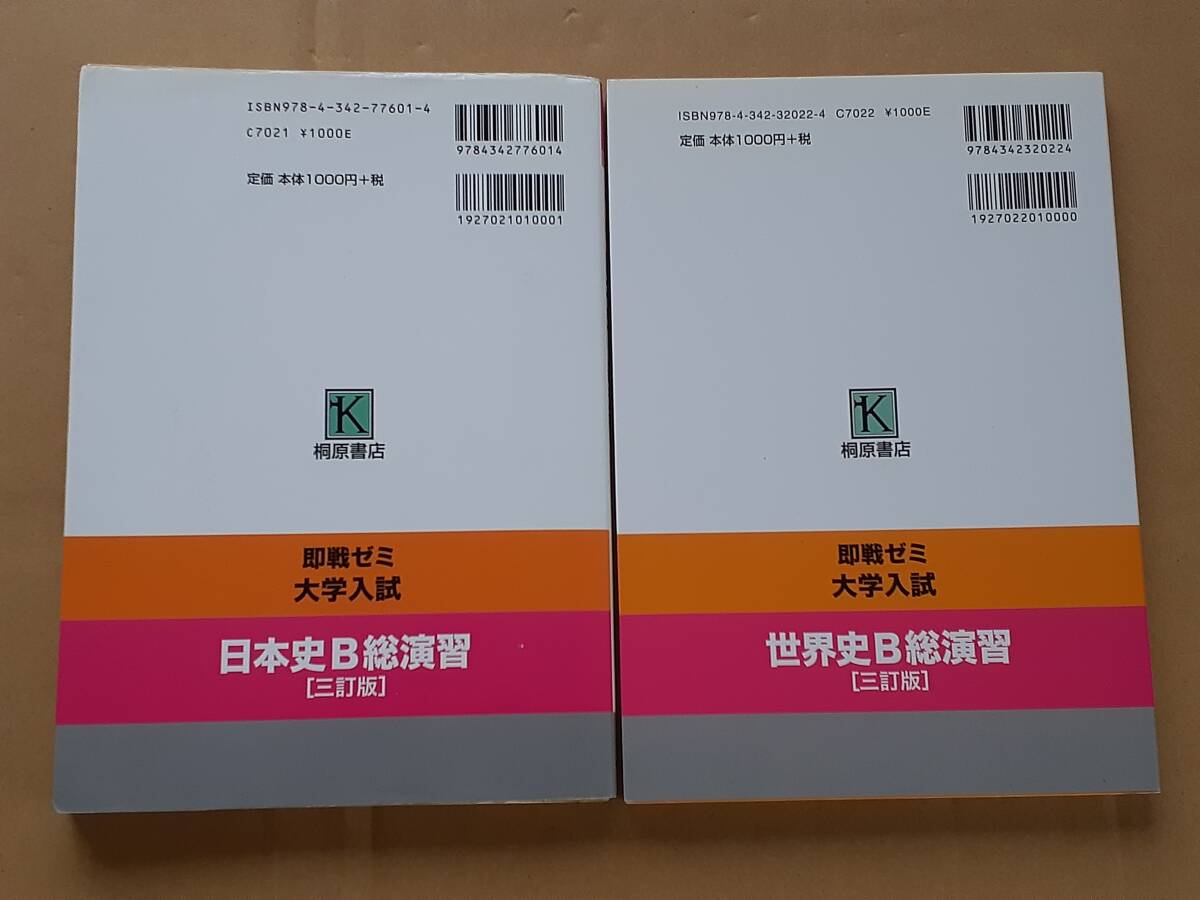 ISBN978-4-342-77601-4
C7021 ¥1000E
定価 本体1000円+税
9784342776014
1927021010001
K
桐原書店
即戦ゼミ
大学入試
日本史B総演習
[三訂版]
ISBN978-4-342-32022-4 C7022 ¥1000E
定価 本体1000円+税
9784342320224
1927022010000
K
桐原書店
即戦ゼミ
大学入試
世界史B総演習
[三訂版]